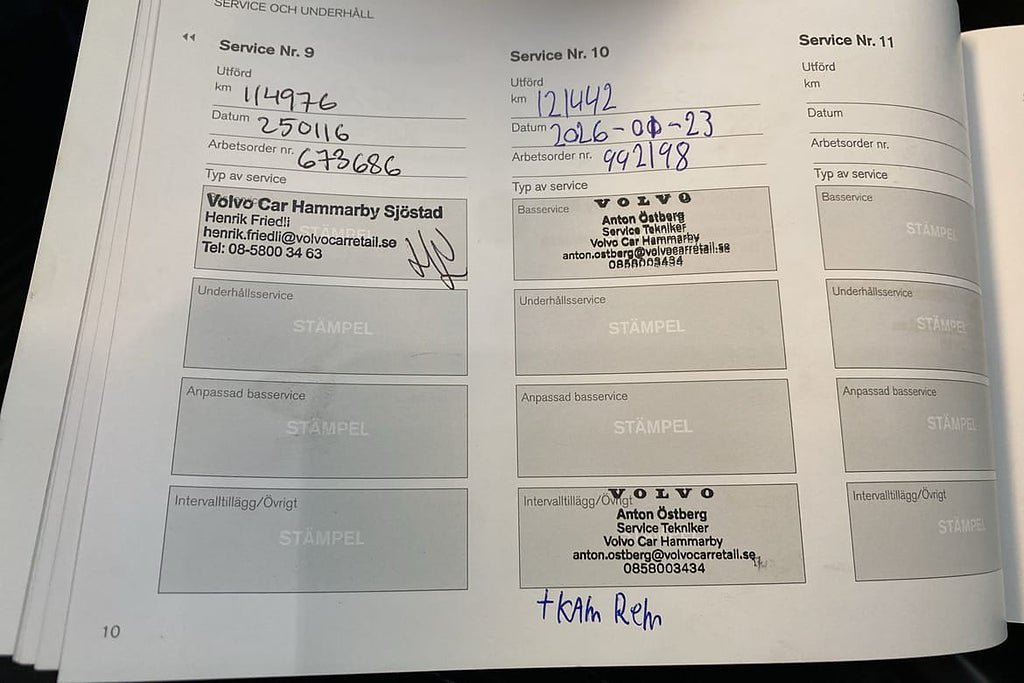 SERVICE OCH UNDERHÅLL
Service Nr. 9
Utförd
km 114976
Datum 250116
Arbetsorder nr. 673686
Typ av service
Volvo Car Hammarby Sjöstad
Henrik Friedli
henrik.friedli@volvocarretail.se
Tel: 08-5800 34 63
Underhållsservice
STÄMPEL
Anpassad basservice
STÄMPEL
Intervalltillägg/Övrigt
STÄMPEL
Service Nr. 10
Utförd
km 121442
Datum 2026-01-23
Arbetsorder nr. 992198
Typ av service
Basservice
VOLVO
Anton Östberg
Service Tekniker
Volvo Car Hammarby
anton.ostberg@volvocarretail.se
0858003434
Underhållsservice
STÄMPEL
Anpassad basservice
STÄMPEL
Intervalltillägg/Övrigt
VOLVO
Anton Östberg
Service Tekniker
Volvo Car Hammarby
anton.ostberg@volvocarretail.se
0858003434
+KAM Rem
Service Nr. 11
Utförd
km
Datum
Arbetsorder nr.
Typ av service
Basservice
STÄMPEL
Underhållsservice
STÄMPEL
Anpassad basservice
STÄMPEL
Intervalltillägg/Övrigt
STÄMPEL
10